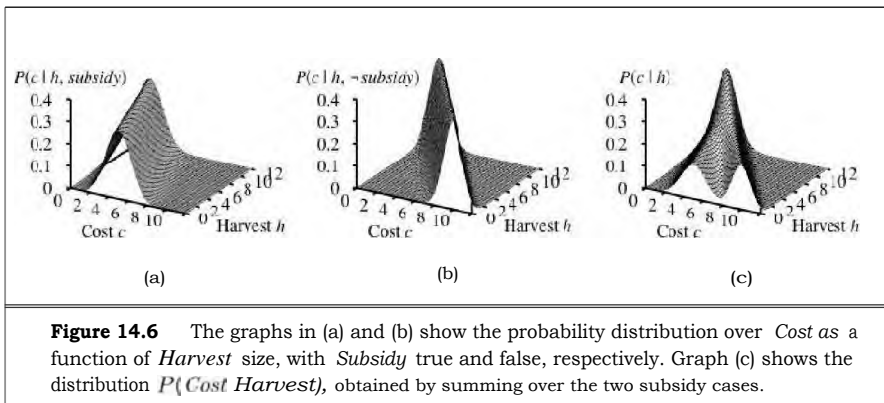 P(c | h, subsidy)
0.4
0.3
0.2
0.1
0
2 4 6 8 10
Cost c
0 2 4 6 8 10 12
Harvest h
(a)
P(c | h, ¬ subsidy)
0.4
0.3
0.2
0.1
0
2 4 6 8 10
Cost c
0 2 4 6 8 10 12
Harvest h
(b)
P(c | h)
0.4
0.3
0.2
0.1
0
2 4 6 8 10
Cost c
0 2 4 6 8 10 12
Harvest h
(c)
Figure 14.6 The graphs in (a) and (b) show the probability distribution over Cost as a
function of Harvest size, with Subsidy true and false, respectively. Graph (c) shows the
distribution P(Cost Harvest), obtained by summing over the two subsidy cases.